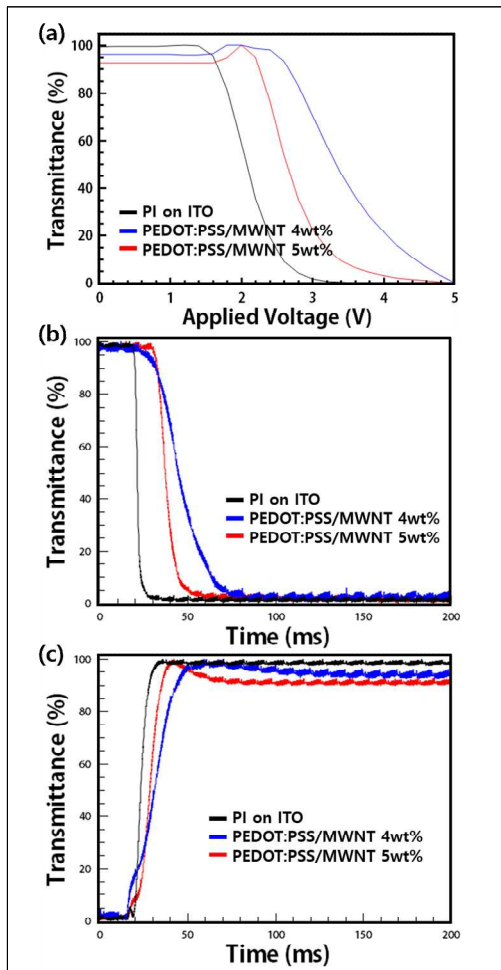 (a)
Transmittance (%)
100
80
60
40
20
0
PI on ITO
PEDOT:PSS/MWNT 4wt%
PEDOT:PSS/MWNT 5wt%
0 1 2 3 4 5
Applied Voltage (V)
(b)
Transmittance (%)
100
80
60
40
20
0
PI on ITO
PEDOT:PSS/MWNT 4wt%
PEDOT:PSS/MWNT 5wt%
0 50 100 150 200
Time (ms)
(c)
Transmittance (%)
100
80
60
40
20
0
PI on ITO
PEDOT:PSS/MWNT 4wt%
PEDOT:PSS/MWNT 5wt%
0 50 100 150 200
Time (ms)